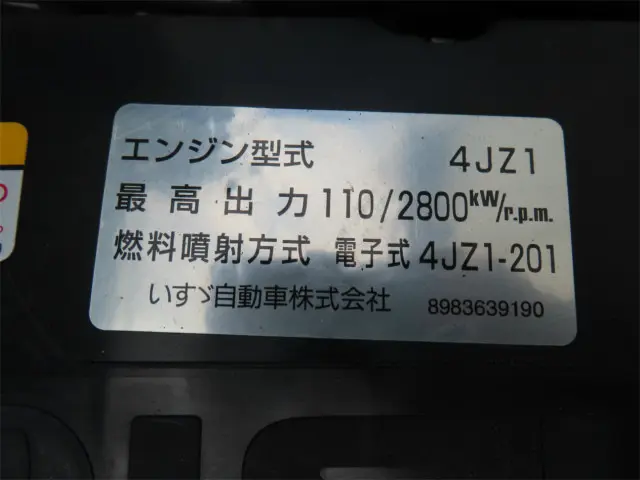 エンジン型式 4JZ1
最高出力 110/2800kW/r.p.m.
燃料噴射方式 電子式 4JZ1-201
いすゞ自動車株式会社 8983639190